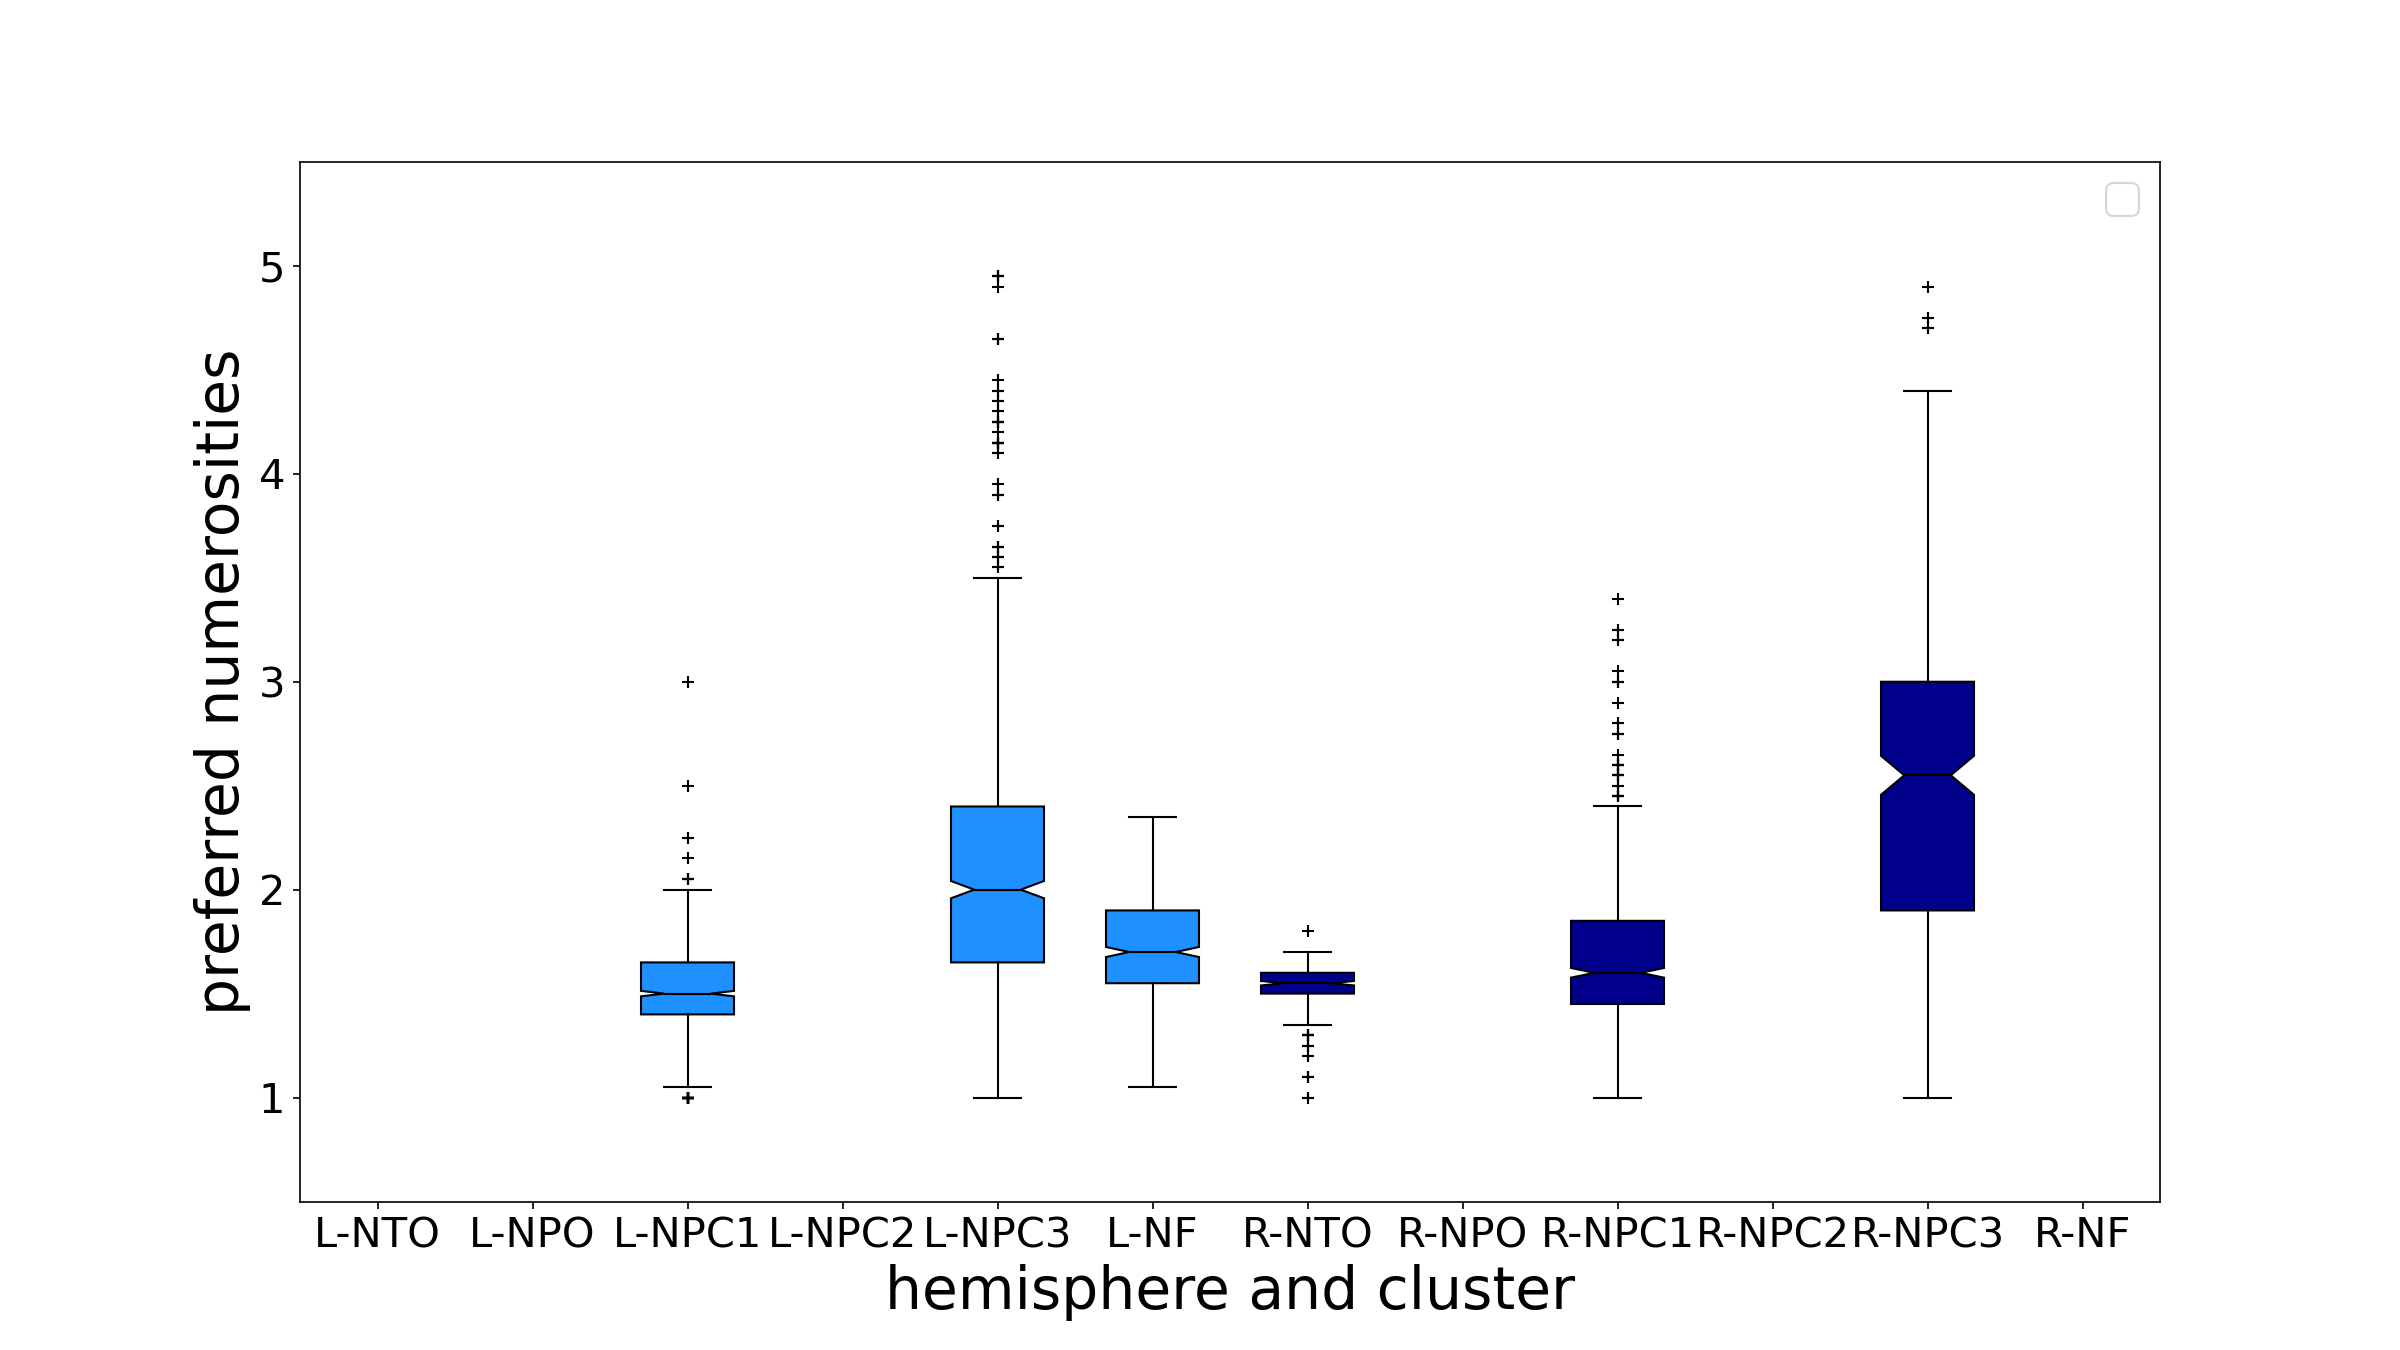 preferred numerosities
5
4
3
2
1
L-NTO L-NPO L-NPC1 L-NPC2 L-NPC3 L-NF R-NTO R-NPO R-NPC1 R-NPC2 R-NPC3 R-NF
hemisphere and cluster